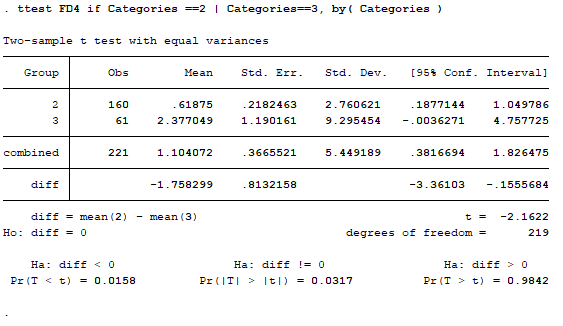 . ttest FD4 if Categories ==2 | Categories==3, by( Categories )
Two-sample t test with equal variances
Group | Obs Mean Std. Err. Std. Dev. [95% Conf. Interval]
2 | 160 .61875 .2182463 2.760621 .1877144 1.049786
3 | 61 2.377049 1.190161 9.295454 -.0036271 4.757725
combined | 221 1.104072 .3665521 5.449189 .3816694 1.826475
diff | -1.758299 .8132158 -3.36103 -.1555684
diff = mean(2) - mean(3) t = -2.1622
Ho: diff = 0 degrees of freedom = 219
Ha: diff < 0 Ha: diff != 0 Ha: diff > 0
Pr(T < t) = 0.0158 Pr(|T| > |t|) = 0.0317 Pr(T > t) = 0.9842
.